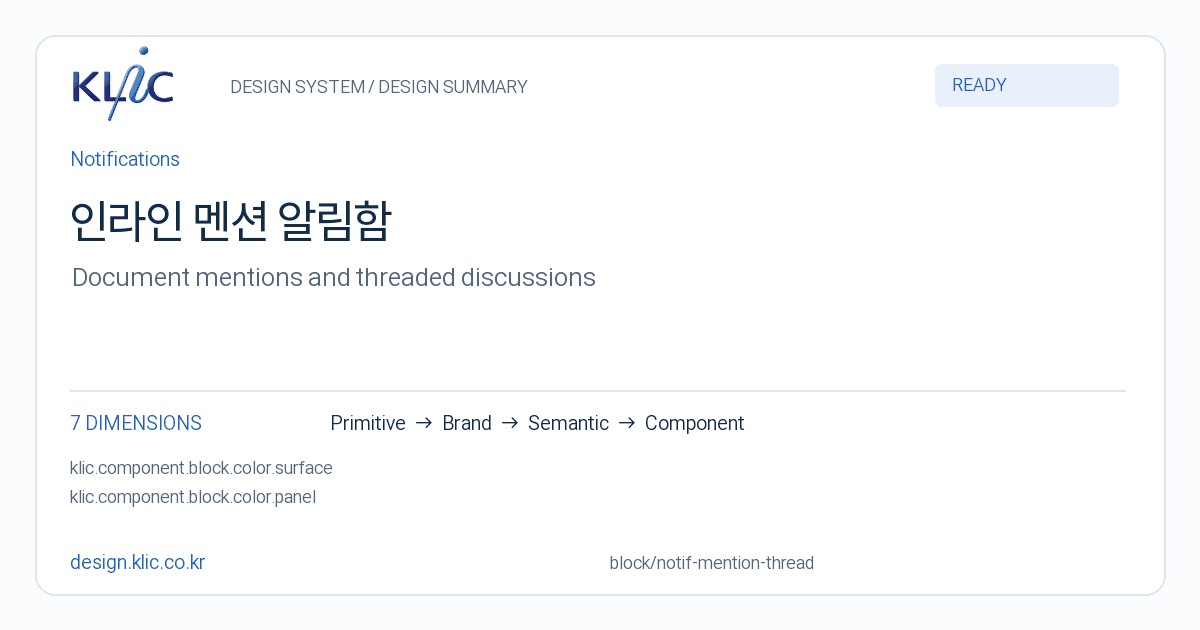 KLIC
DESIGN SYSTEM / DESIGN SUMMARY
READY
Notifications
인라인 멘션 알림함
Document mentions and threaded discussions
7 DIMENSIONS
Primitive → Brand → Semantic → Component
klic.component.block.color.surface
klic.component.block.color.panel
design.klic.co.kr
block/notif-mention-thread